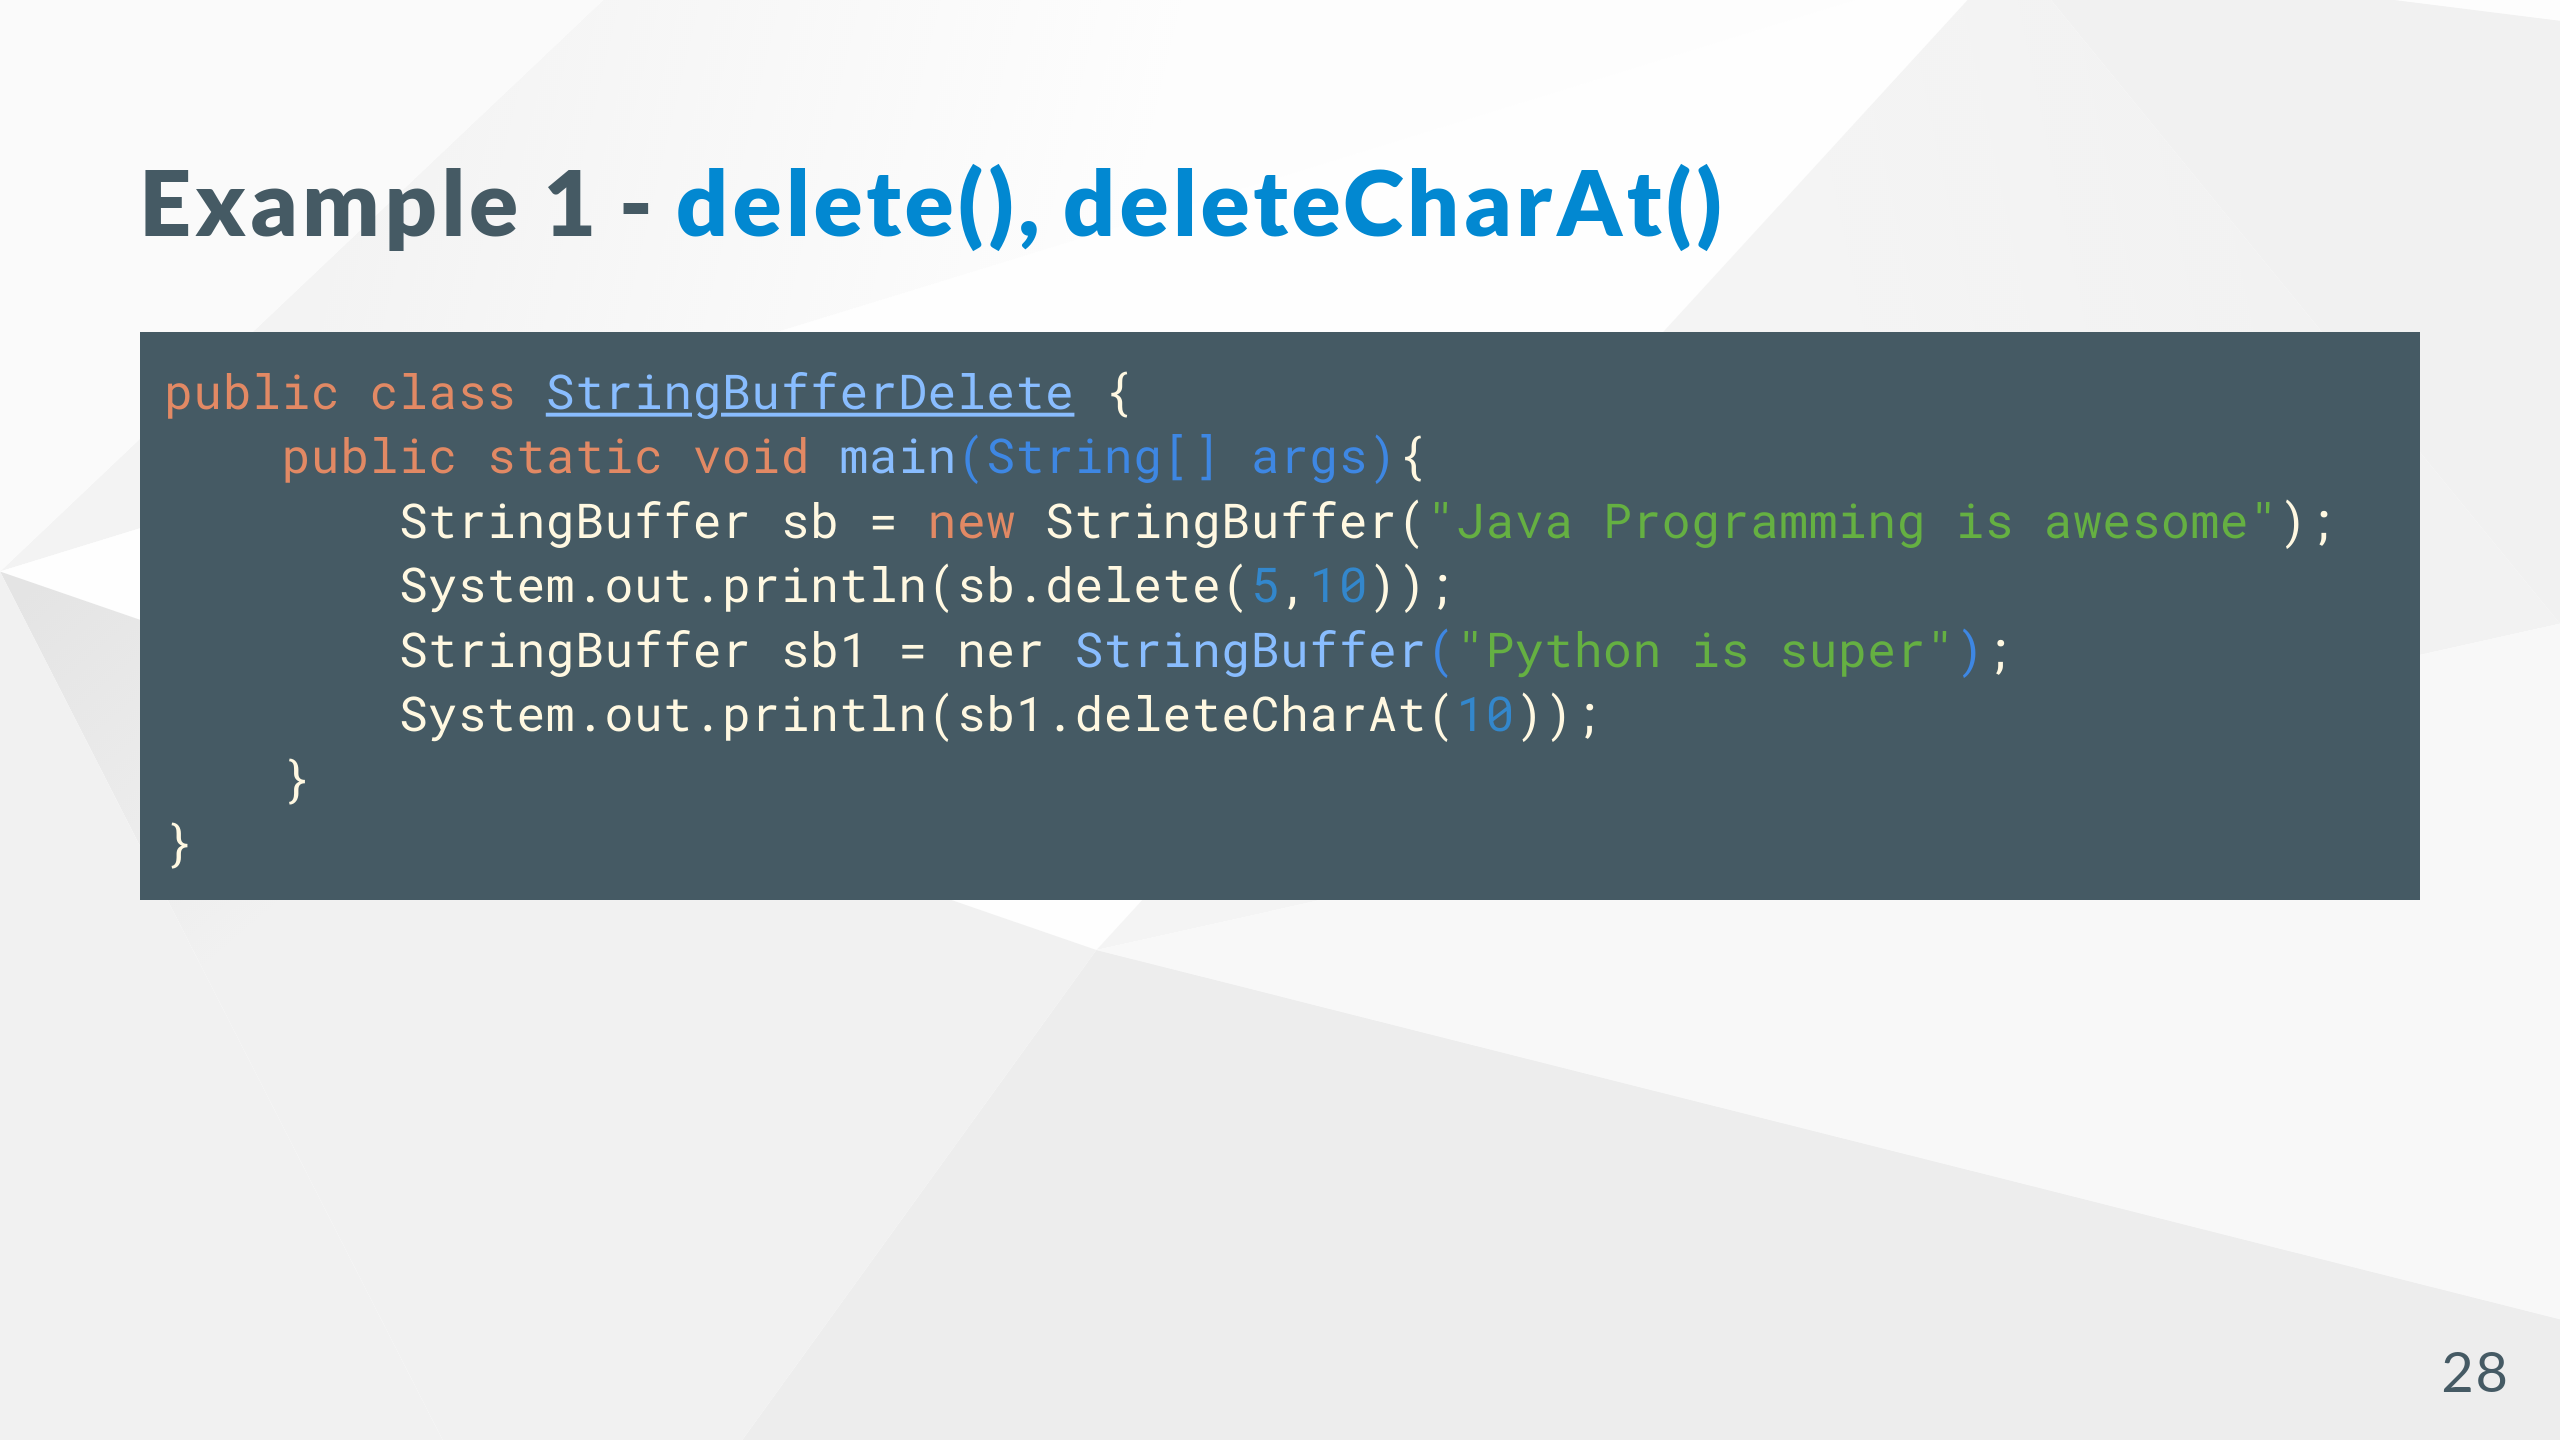 Example 1 - delete(), deleteCharAt()
public class StringBufferDelete {
    public static void main(String[] args){
        StringBuffer sb = new StringBuffer("Java Programming is awesome");
        System.out.println(sb.delete(5,10));
        StringBuffer sb1 = ner StringBuffer("Python is super");
        System.out.println(sb1.deleteCharAt(10));
    }
}
28